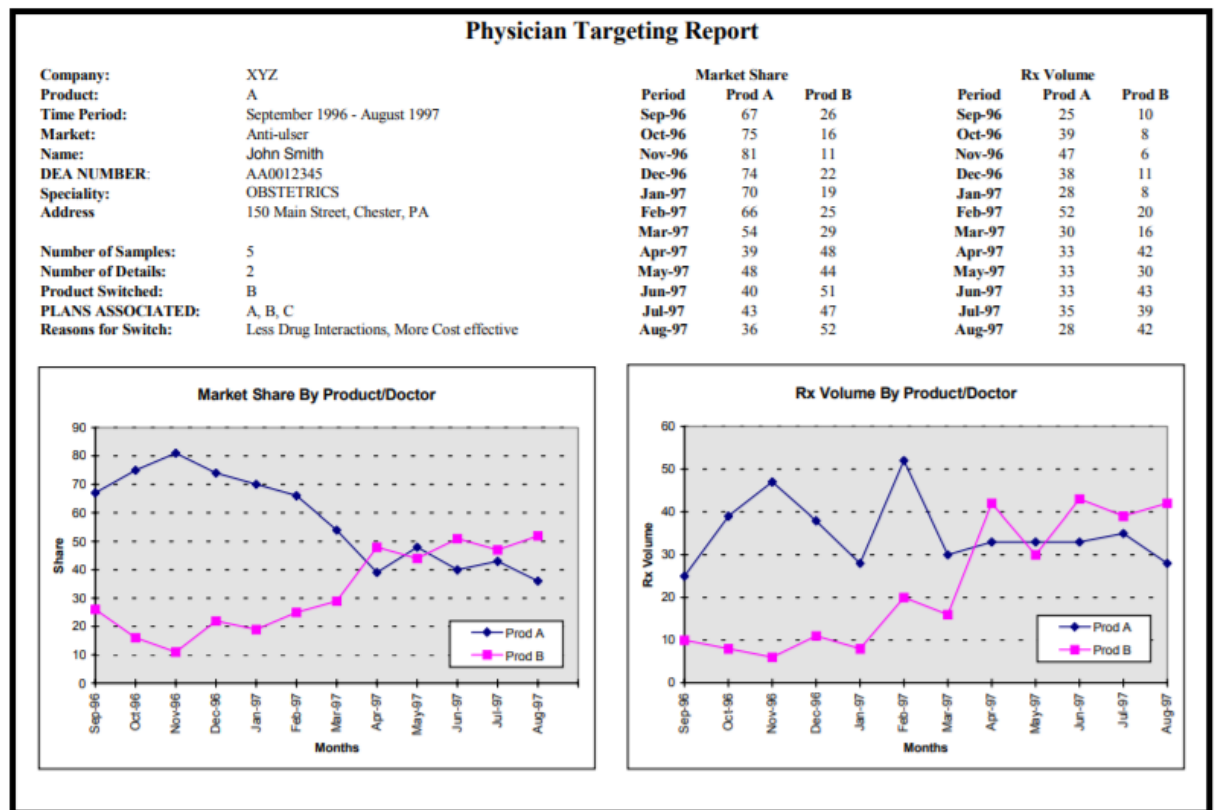 Physician Targeting Report
Company: XYZ
Product: A
Time Period: September 1996 - August 1997
Market: Anti-ulser
Name: John Smith
DEA NUMBER: AA0012345
Speciality: OBSTETRICS
Address 150 Main Street, Chester, PA
Number of Samples: 5
Number of Details: 2
Product Switched: B
PLANS ASSOCIATED: A, B, C
Reasons for Switch: Less Drug Interactions, More Cost effective
Market Share
Period Prod A Prod B
Sep-96 67 26
Oct-96 75 16
Nov-96 81 11
Dec-96 74 22
Jan-97 70 19
Feb-97 66 25
Mar-97 54 29
Apr-97 39 48
May-97 48 44
Jun-97 40 51
Jul-97 43 47
Aug-97 36 52
Rx Volume
Period Prod A Prod B
Sep-96 25 10
Oct-96 39 8
Nov-96 47 6
Dec-96 38 11
Jan-97 28 8
Feb-97 52 20
Mar-97 30 16
Apr-97 33 42
May-97 33 30
Jun-97 33 43
Jul-97 35 39
Aug-97 28 42
Market Share By Product/Doctor
90
80
70
60
50
40
30
20
10
0
Share
Prod A
Prod B
Sep-96 Oct-96 Nov-96 Dec-96 Jan-97 Feb-97 Mar-97 Apr-97 May-97 Jun-97 Jul-97 Aug-97
Months
Rx Volume By Product/Doctor
60
50
40
30
20
10
0
Rx Volume
Prod A
Prod B
Sep-96 Oct-96 Nov-96 Dec-96 Jan-97 Feb-97 Mar-97 Apr-97 May-97 Jun-97 Jul-97 Aug-97
Months